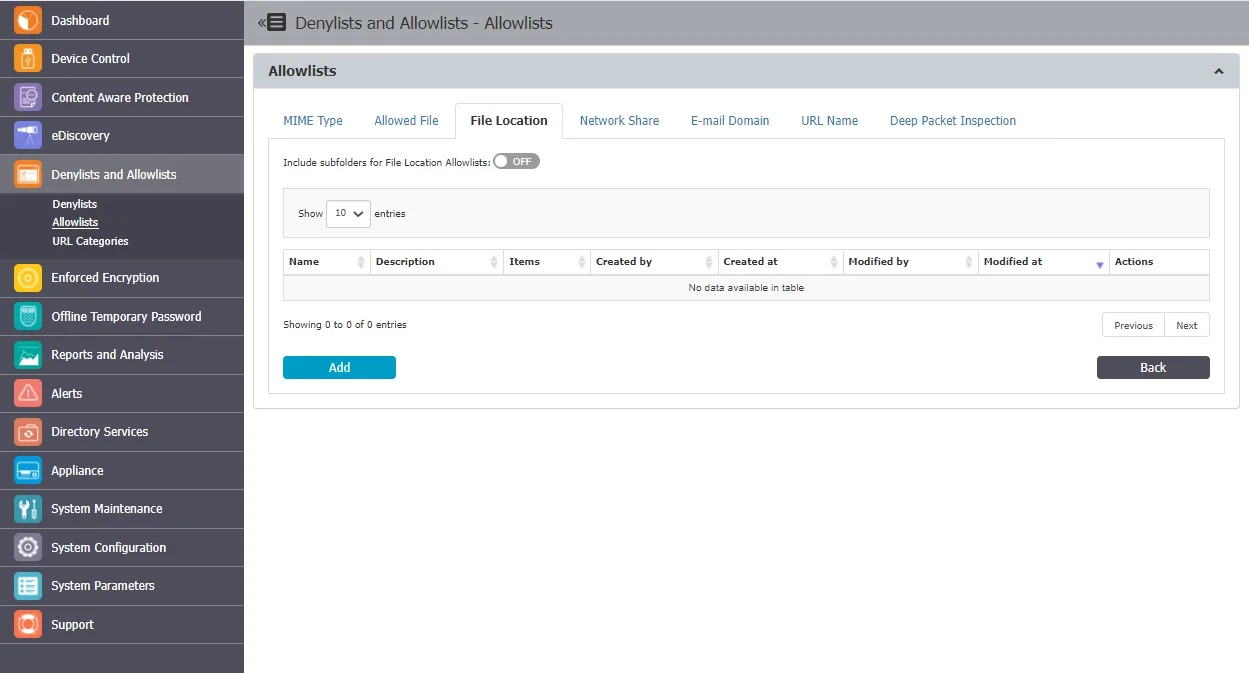 Dashboard
Device Control
Content Aware Protection
eDiscovery
Denylists and Allowlists
Denylists
Allowlists
URL Categories
Enforced Encryption
Offline Temporary Password
Reports and Analysis
Alerts
Directory Services
Appliance
System Maintenance
System Configuration
System Parameters
Support
Denylists and Allowlists - Allowlists
Allowlists
MIME Type Allowed File File Location Network Share E-mail Domain URL Name Deep Packet Inspection
Include subfolders for File Location Allowlists: OFF
Show 10 entries
Name Description Items Created by Created at Modified by Modified at Actions
No data available in table
Showing 0 to 0 of 0 entries
Previous Next
Add Back